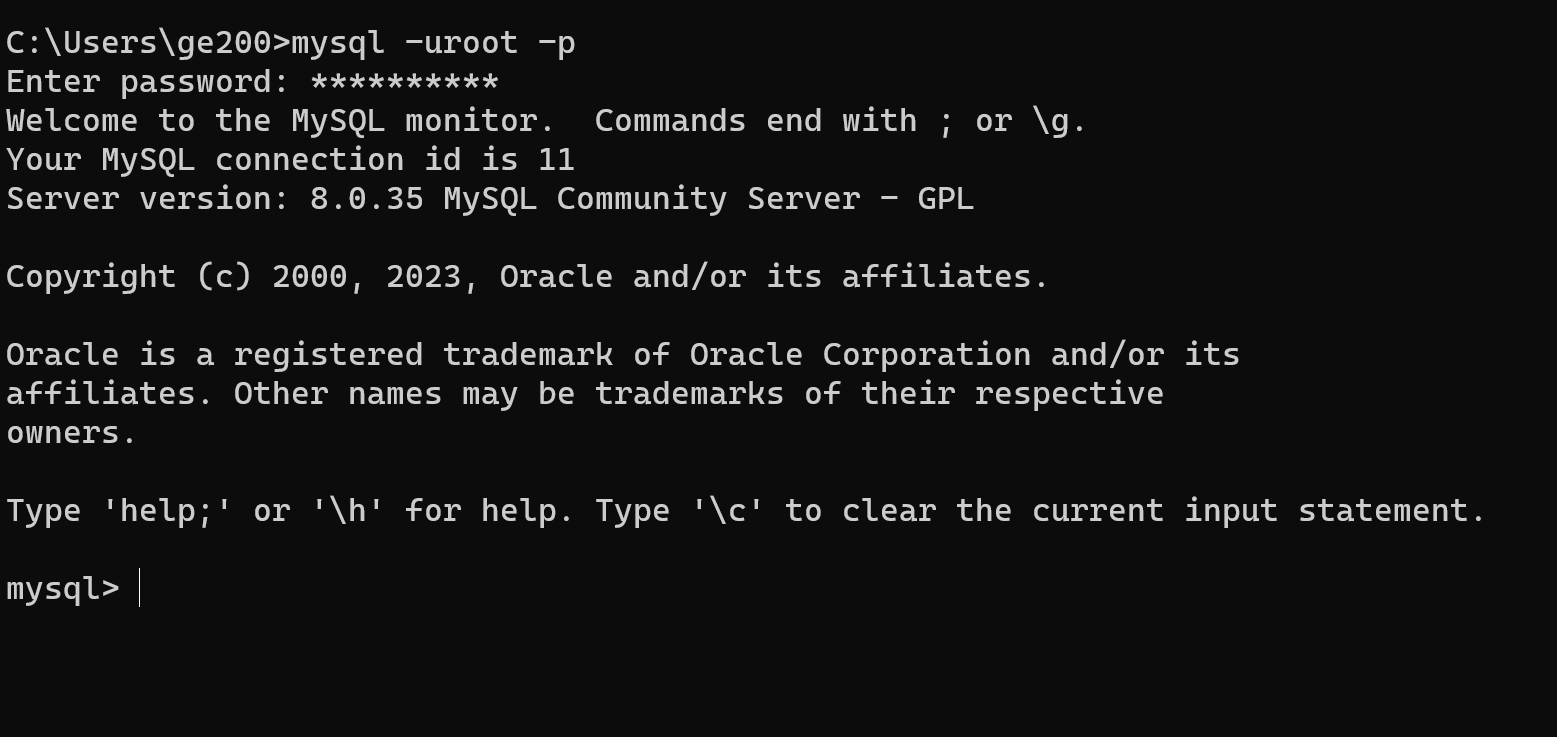 C:\Users\ge200>mysql -uroot -p
Enter password: **********
Welcome to the MySQL monitor.  Commands end with ; or \g.
Your MySQL connection id is 11
Server version: 8.0.35 MySQL Community Server - GPL

Copyright (c) 2000, 2023, Oracle and/or its affiliates.

Oracle is a registered trademark of Oracle Corporation and/or its
affiliates. Other names may be trademarks of their respective
owners.

Type 'help;' or '\h' for help. Type '\c' to clear the current input statement.

mysql>